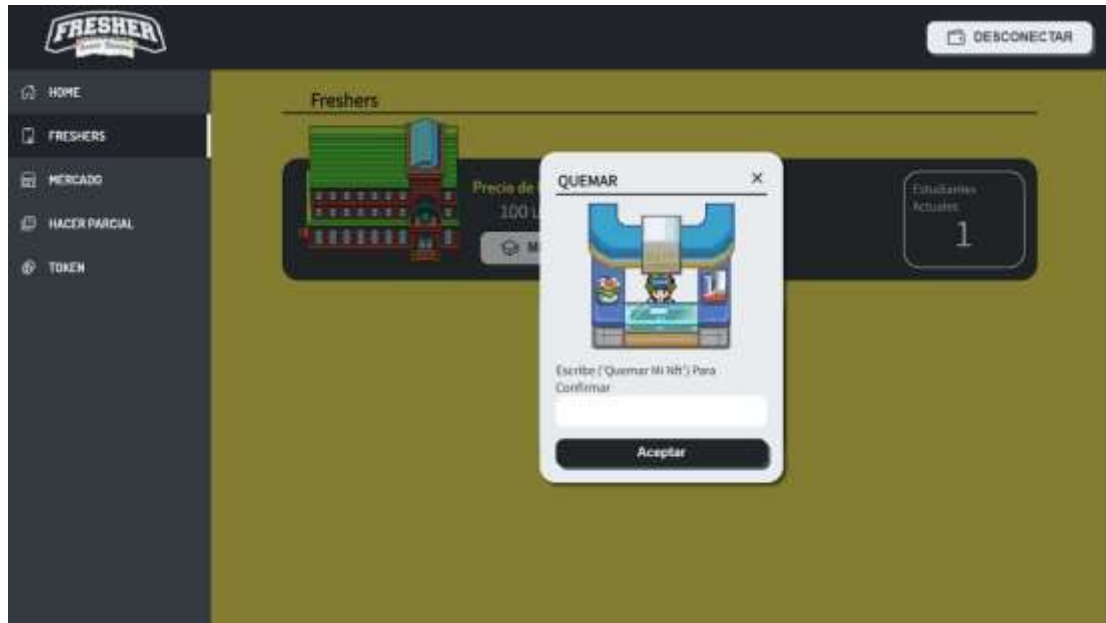 FRESHER
DESCONECTAR
HOME
FRESHERS
MERCADO
HACER PARCIAL
TOKEN
Freshers
Precio de
100 U
M
Estudiantes
Actuales:
1
QUEMAR
Escribe ('Quemar Mi Nft') Para
Confirmar
Aceptar